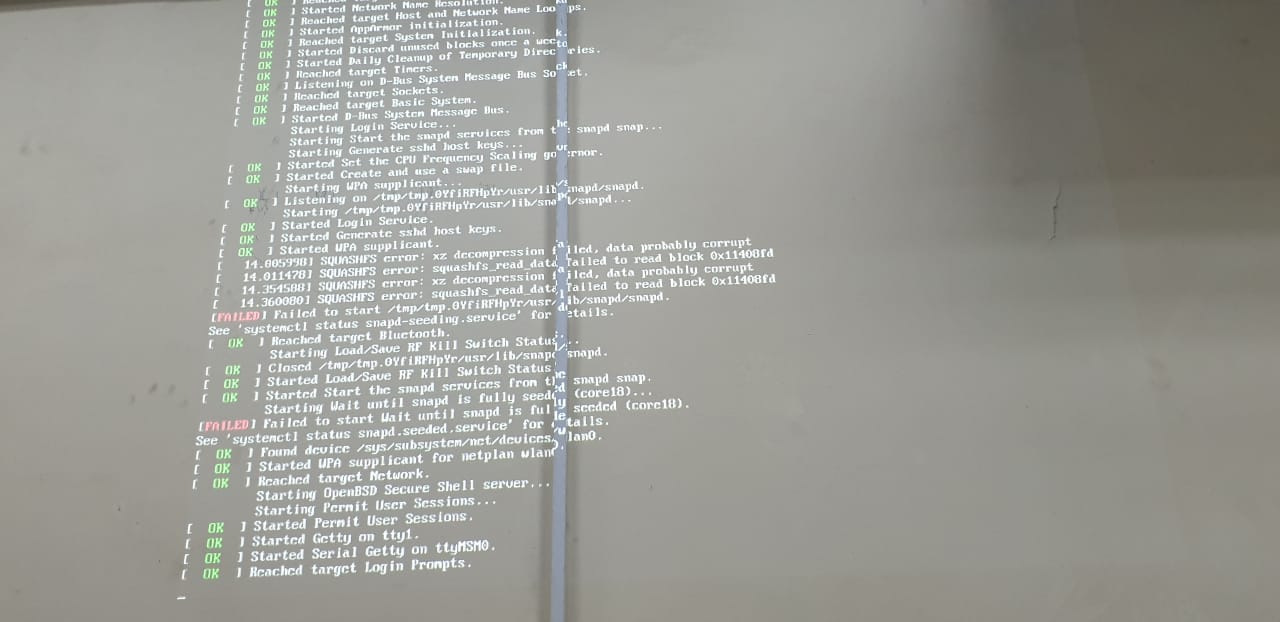 OK ] Reached
OK ] Started Network Name Resolution.
[ OK ] Reached target Host and Network Name Lookups.
[ OK ] Started AppArmor initialization.
[ OK ] Reached target System Initialization.
[ OK ] Started Discard unused blocks once a week.
[ OK ] Started Daily Cleanup of Temporary Directories.
[ OK ] Reached target Timers.
[ OK ] Listening on D-Bus System Message Bus Socket.
[ OK ] Reached target Sockets.
[ OK ] Reached target Basic System.
[ OK ] Started D-Bus System Message Bus.
Starting Login Service...
Starting Start the snapd services from the snapd snap...
Starting Generate sshd host keys...
[ OK ] Started Set the CPU Frequency Scaling governor.
[ OK ] Started Create and use a swap file.
Starting WPA supplicant...
[ OK ] Listening on /tmp/tmp.0YfiRFHpYr/usr/lib/snapd/snapd.
Starting /tmp/tmp.0YfiRFHpYr/usr/lib/snapd/snapd...
[ OK ] Started Login Service.
[ OK ] Started Generate sshd host keys.
[ OK ] Started WPA supplicant.
[ 14.005998] SQUASHFS error: xz decompression failed, data probably corrupt
[ 14.011478] SQUASHFS error: squashfs_read_data failed to read block 0x11408fd
[ 14.354588] SQUASHFS error: xz decompression failed, data probably corrupt
[ 14.360080] SQUASHFS error: squashfs_read_data failed to read block 0x11408fd
[FAILED] Failed to start /tmp/tmp.0YfiRFHpYr/usr/lib/snapd/snapd.
See 'systemctl status snapd-seeding.service' for details.
[ OK ] Reached target Bluetooth.
Starting Load/Save RF Kill Switch Status...
[ OK ] Closed /tmp/tmp.0YfiRFHpYr/usr/lib/snapd/snapd.
[ OK ] Started Load/Save RF Kill Switch Status.
[ OK ] Started Start the snapd services from the snapd snap.
Starting Wait until snapd is fully seeded (core18)...
[FAILED] Failed to start Wait until snapd is fully seeded (core18).
See 'systemctl status snapd.seeded.service' for details.
[ OK ] Found device /sys/subsystem/net/devices/wlan0.
[ OK ] Started WPA supplicant for netplan wlan0.
[ OK ] Reached target Network.
Starting OpenBSD Secure Shell server...
Starting Permit User Sessions...
[ OK ] Started Permit User Sessions.
[ OK ] Started Getty on tty1.
[ OK ] Started Serial Getty on ttyMSM0.
[ OK ] Reached target Login Prompts.
_